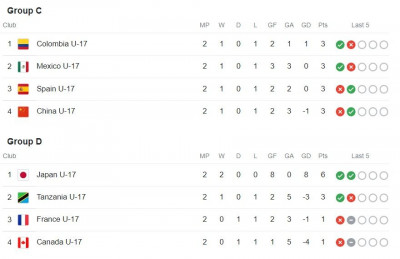 Group C
Club MP W D L GF GA GD Pts Last 5
1 Colombia U-17 2 1 0 1 2 1 1 3
2 Mexico U-17 2 1 0 1 3 3 0 3
3 Spain U-17 2 1 0 1 2 2 0 3
4 China U-17 2 1 0 1 2 3 -1 3
Group D
Club MP W D L GF GA GD Pts Last 5
1 Japan U-17 2 2 0 0 8 0 8 6
2 Tanzania U-17 2 1 0 1 2 5 -3 3
3 France U-17 2 0 1 1 2 3 -1 1
4 Canada U-17 2 0 1 1 1 5 -4 1